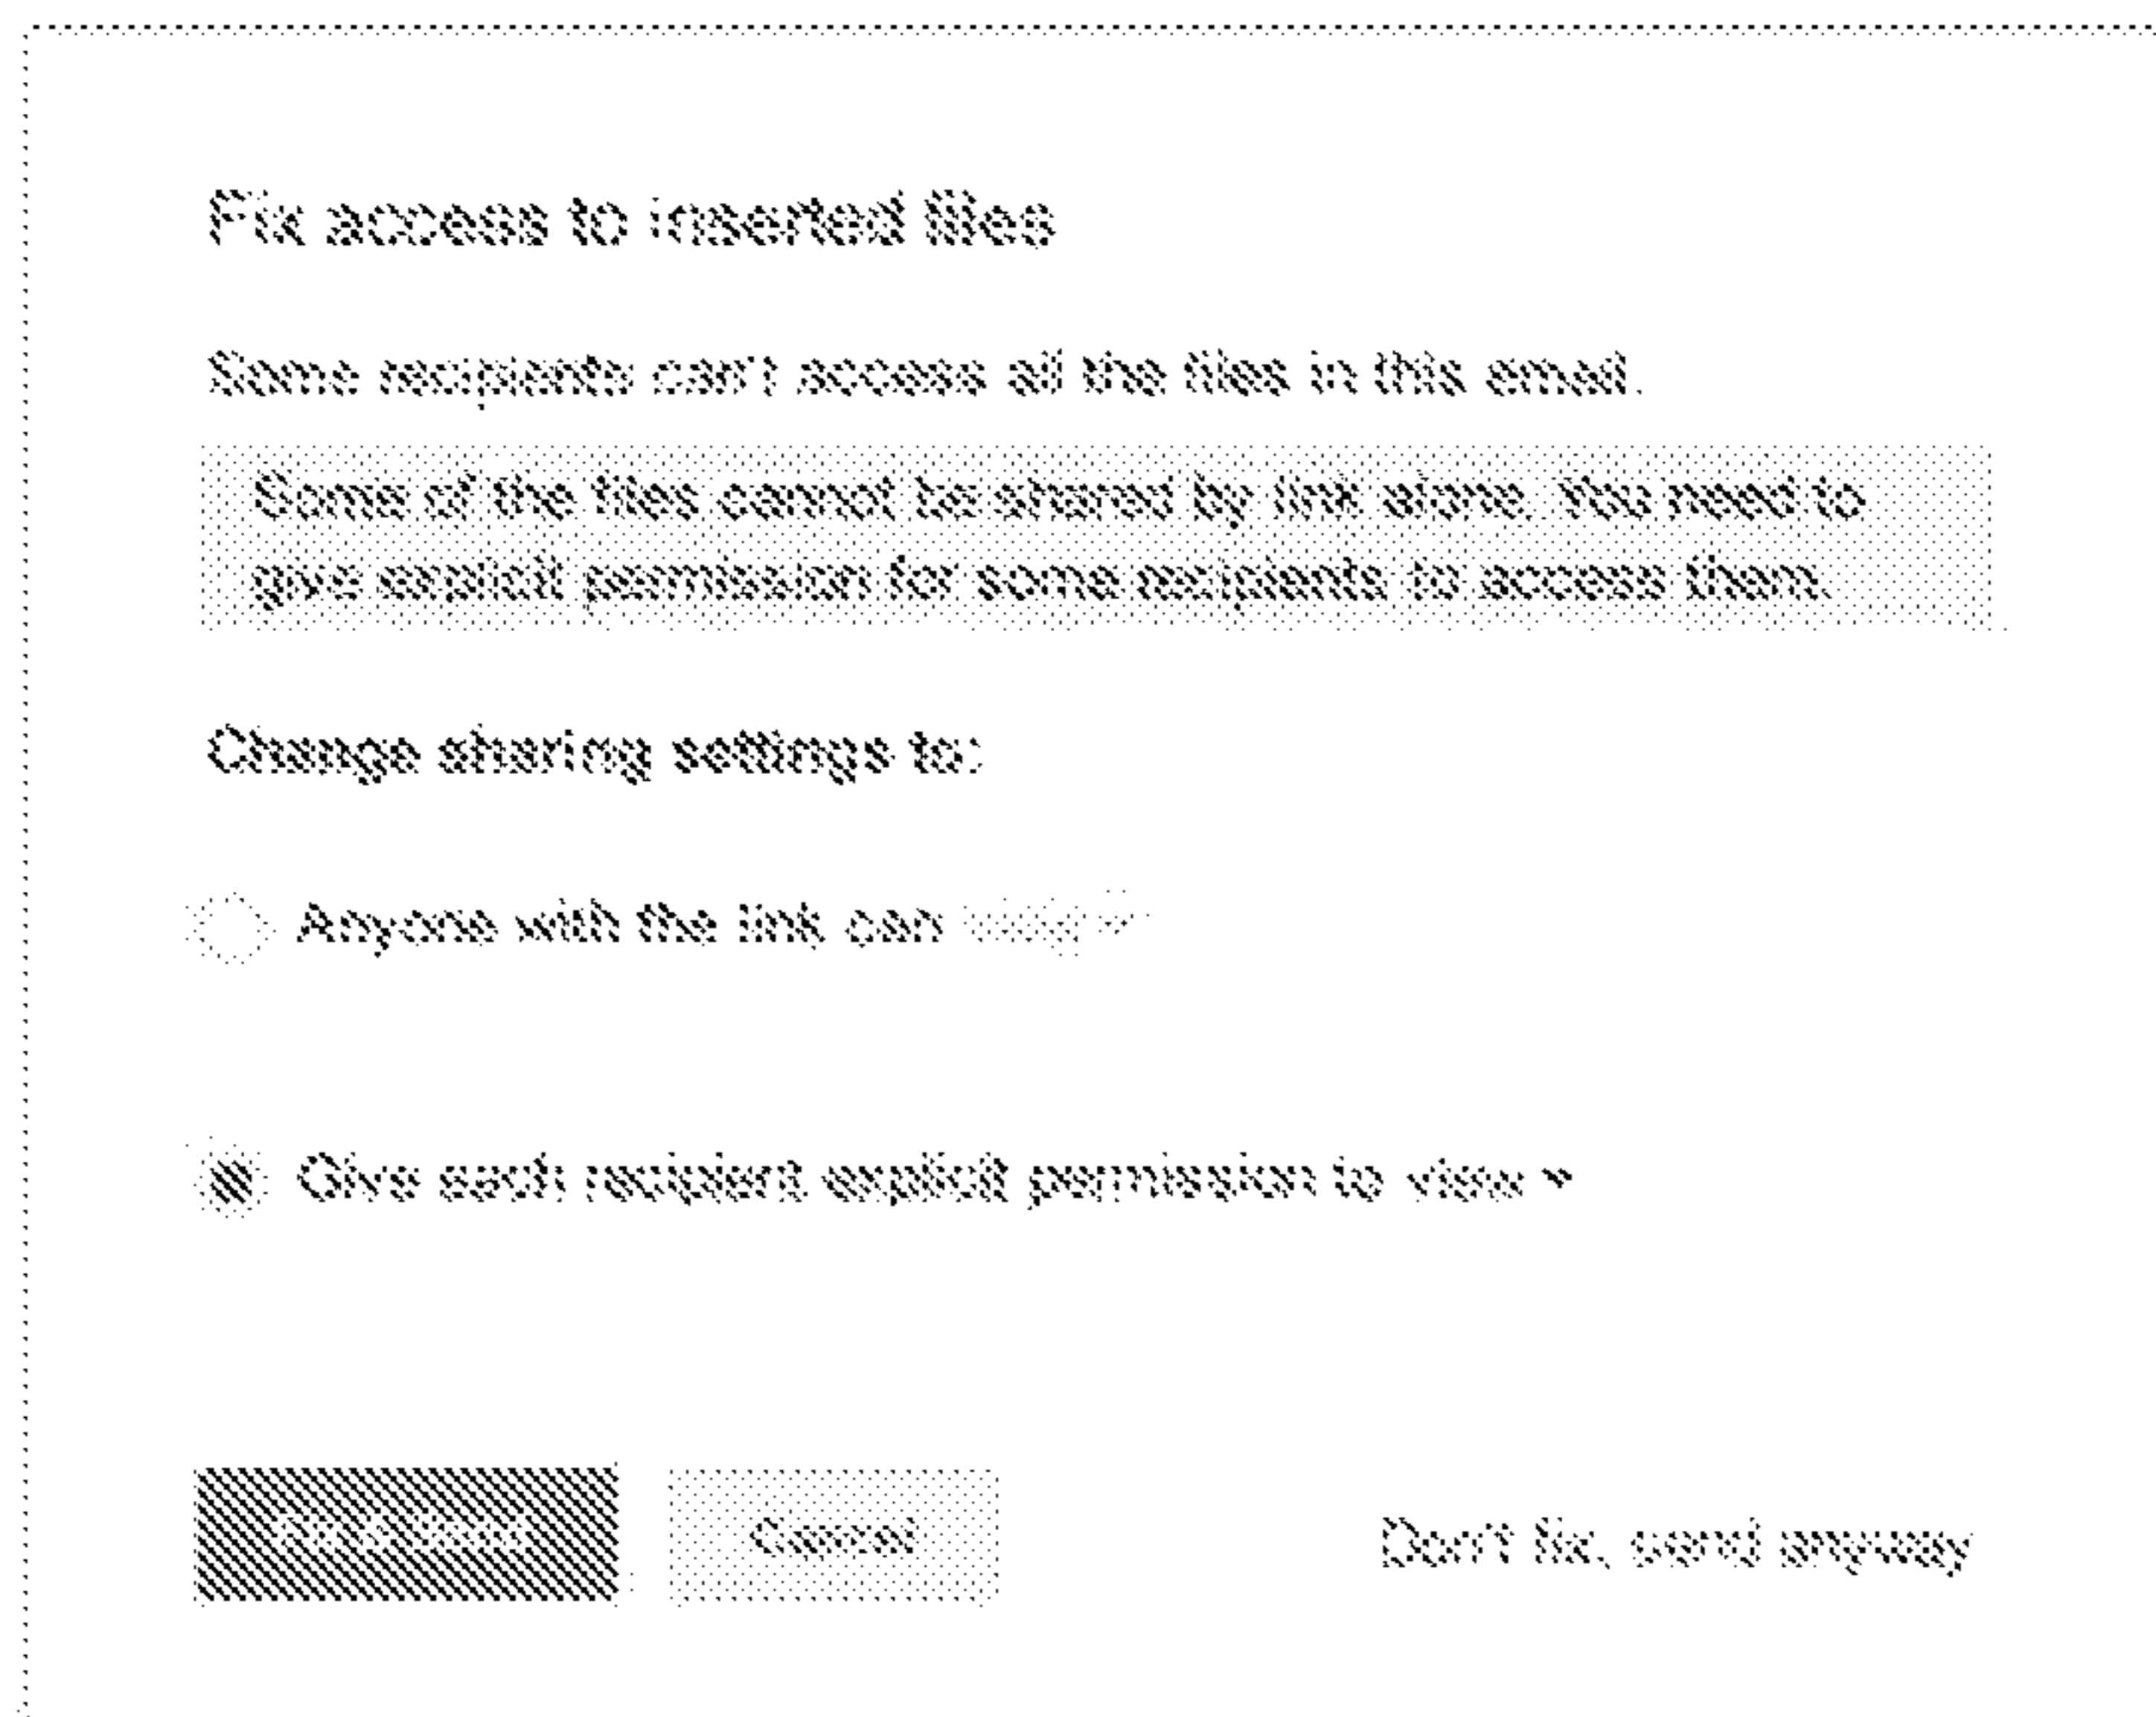 Fix access to inserted files
Some recipients can't access all the files in this email.
Some of the files cannot be shared by link alone. You need to
give explicit permission for some recipients to access them.
Change sharing settings to:
Anyone with the link can
Give each recipient explicit permission to view
Cancel
Don't fix, send anyway